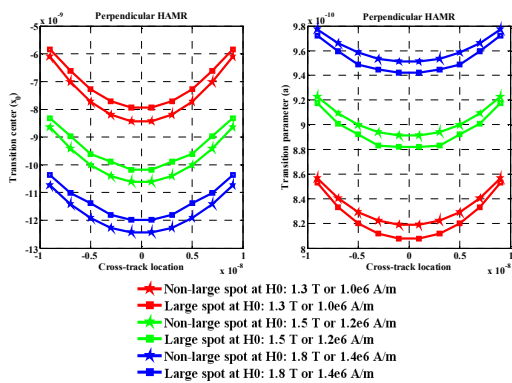 Perpendicular HAMR
x 10⁻⁹
Transition center (x₀)
-5
-6
-7
-8
-9
-10
-11
-12
-13
-1
-0.5
0
0.5
1
x 10⁻⁸
Cross-track location
Perpendicular HAMR
x 10⁻¹⁰
Transition parameter (a)
9.8
9.6
9.4
9.2
9
8.8
8.6
8.4
8.2
8
-1
-0.5
0
0.5
1
x 10⁻⁸
Cross-track location
Non-large spot at H0: 1.3 T or 1.0e6 A/m
Large spot at H0: 1.3 T or 1.0e6 A/m
Non-large spot at H0: 1.5 T or 1.2e6 A/m
Large spot at H0: 1.5 T or 1.2e6 A/m
Non-large spot at H0: 1.8 T or 1.4e6 A/m
Large spot at H0: 1.8 T or 1.4e6 A/m